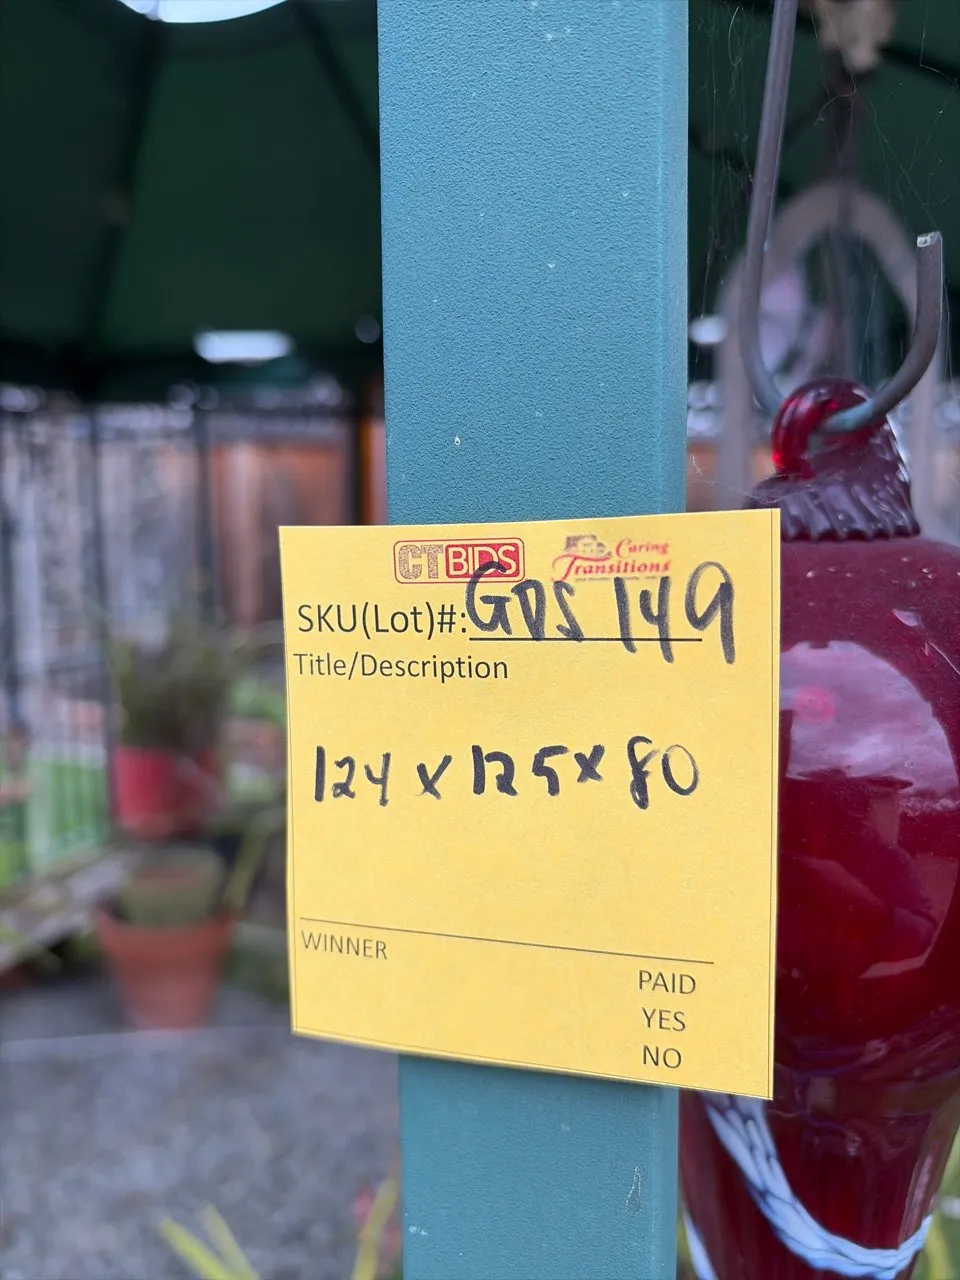 CTBIDS Caring Transitions
SKU(Lot)#: GDS 149
Title/Description
124 x 125 x 80
WINNER
PAID
YES
NO